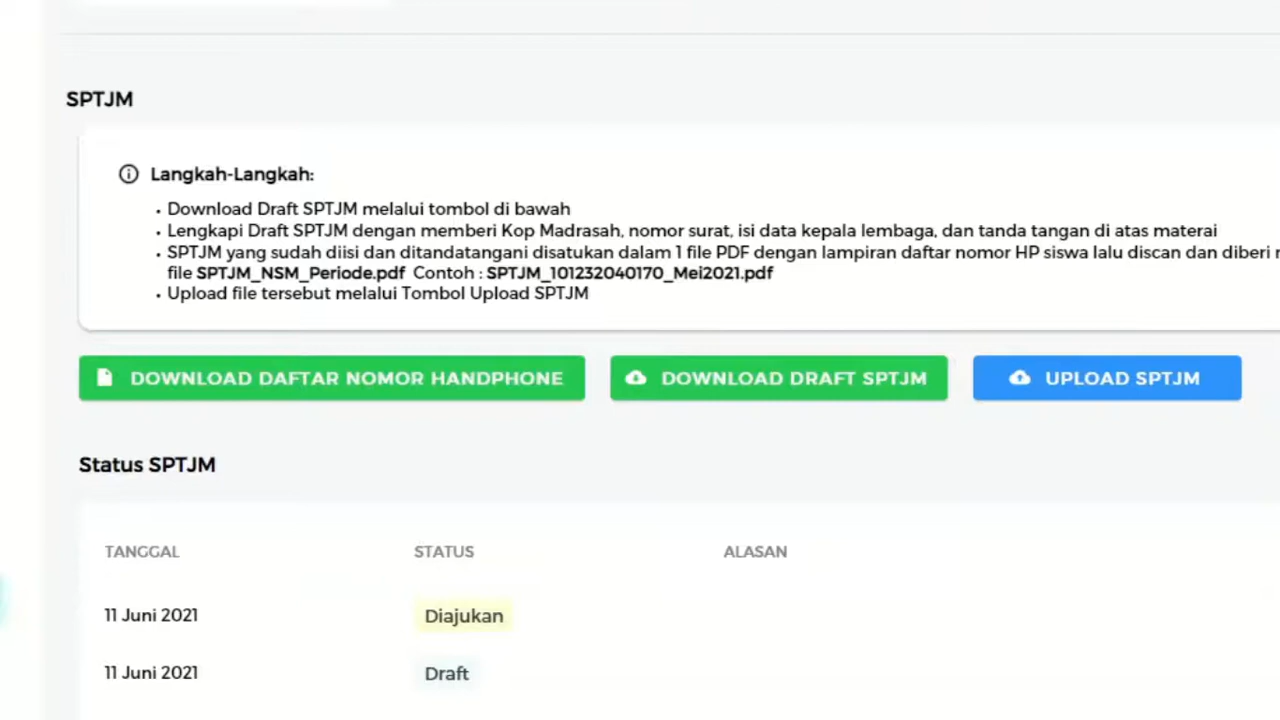 SPTJM
Langkah-Langkah:
• Download Draft SPTJM melalui tombol di bawah
• Lengkapi Draft SPTJM dengan memberi Kop Madrasah, nomor surat, isi data kepala lembaga, dan tanda tangan di atas materai
• SPTJM yang sudah diisi dan ditandatangani disatukan dalam 1 file PDF dengan lampiran daftar nomor HP siswa lalu discan dan diberi
file SPTJM_NSM_Periode.pdf Contoh : SPTJM_101232040170_Mei2021.pdf
• Upload file tersebut melalui Tombol Upload SPTJM
DOWNLOAD DAFTAR NOMOR HANDPHONE
DOWNLOAD DRAFT SPTJM
UPLOAD SPTJM
Status SPTJM
TANGGAL STATUS ALASAN
11 Juni 2021 Diajukan
11 Juni 2021 Draft